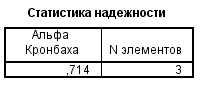 Статистика надежности
Альфа
Кронбаха
N элементов
,714
3